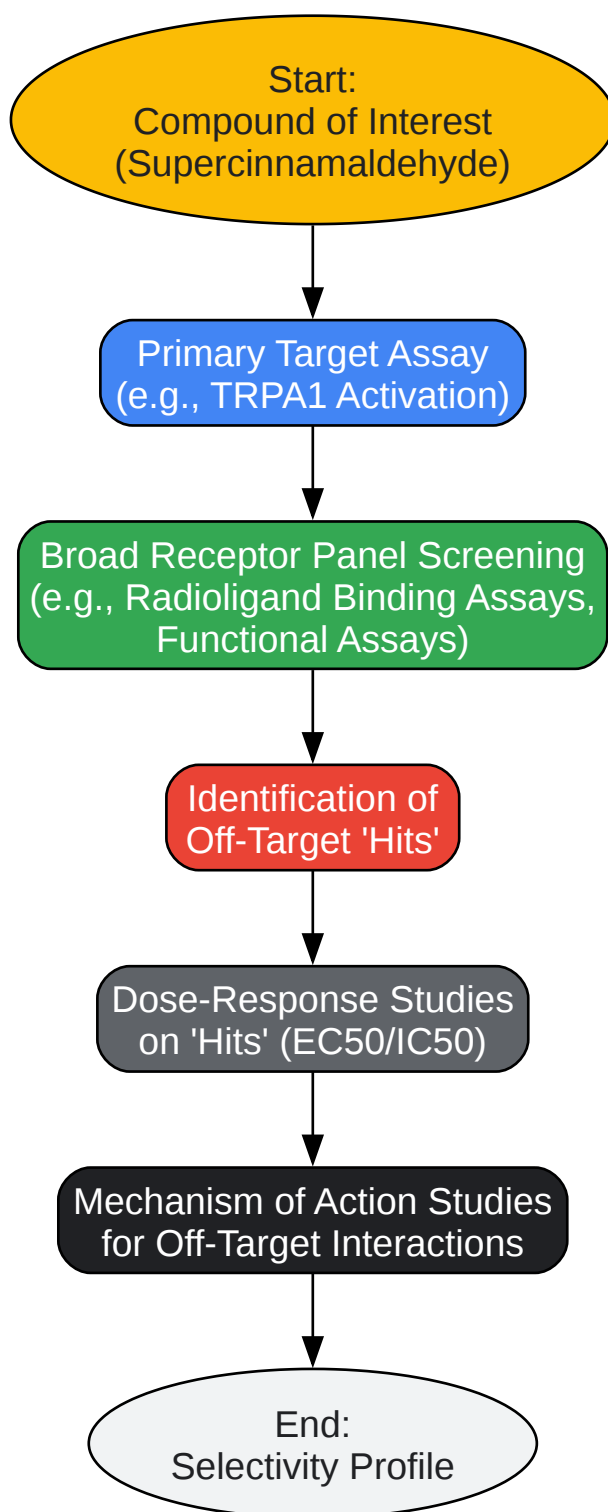 Start:
Compound of Interest
(Supercinnamaldehyde)
Primary Target Assay
(e.g., TRPA1 Activation)
Broad Receptor Panel Screening
(e.g., Radioligand Binding Assays,
Functional Assays)
Identification of
Off-Target 'Hits'
Dose-Response Studies
on 'Hits' (EC50/IC50)
Mechanism of Action Studies
for Off-Target Interactions
End:
Selectivity Profile